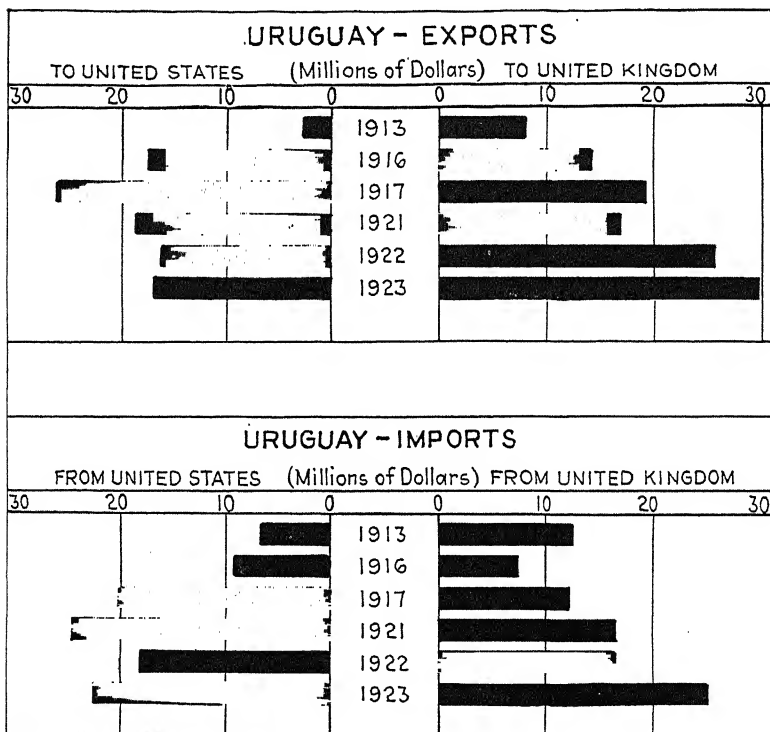 URUGUAY - EXPORTS
TO UNITED STATES (Millions of Dollars) TO UNITED KINGDOM
30 20 10 0 0 10 20 30
1913
1916
1917
1921
1922
1923
URUGUAY - IMPORTS
FROM UNITED STATES (Millions of Dollars) FROM UNITED KINGDOM
30 20 10 0 0 10 20 30
1913
1916
1917
1921
1922
1923